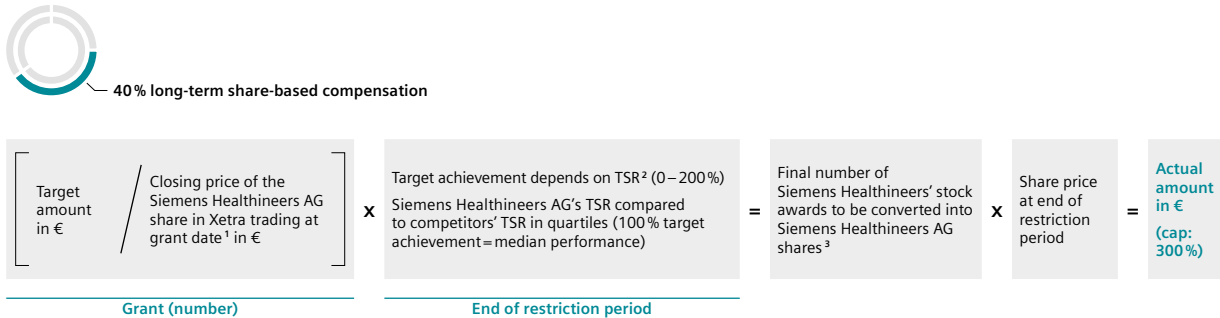 40% long-term share-based compensation
Target
amount
in €
Closing price of the
Siemens Healthineers AG
share in Xetra trading at
grant date¹ in €
x
Target achievement depends on TSR² (0–200%)
Siemens Healthineers AG's TSR compared
to competitors' TSR in quartiles (100% target
achievement=median performance)
=
Final number of
Siemens Healthineers' stock
awards to be converted into
Siemens Healthineers AG
shares³
x
Share price
at end of
restriction
period
=
Actual
amount
in €
(cap:
300%)
Grant (number)
End of restriction period